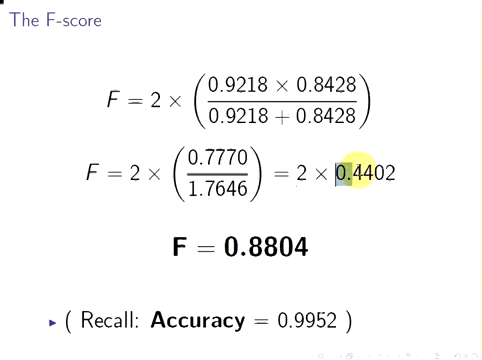 The F-score
F = 2 × ( 0.9218 × 0.8428 / 0.9218 + 0.8428 )
F = 2 × ( 0.7770 / 1.7646 ) = 2 × 0.4402
F = 0.8804
▸ ( Recall: Accuracy = 0.9952 )